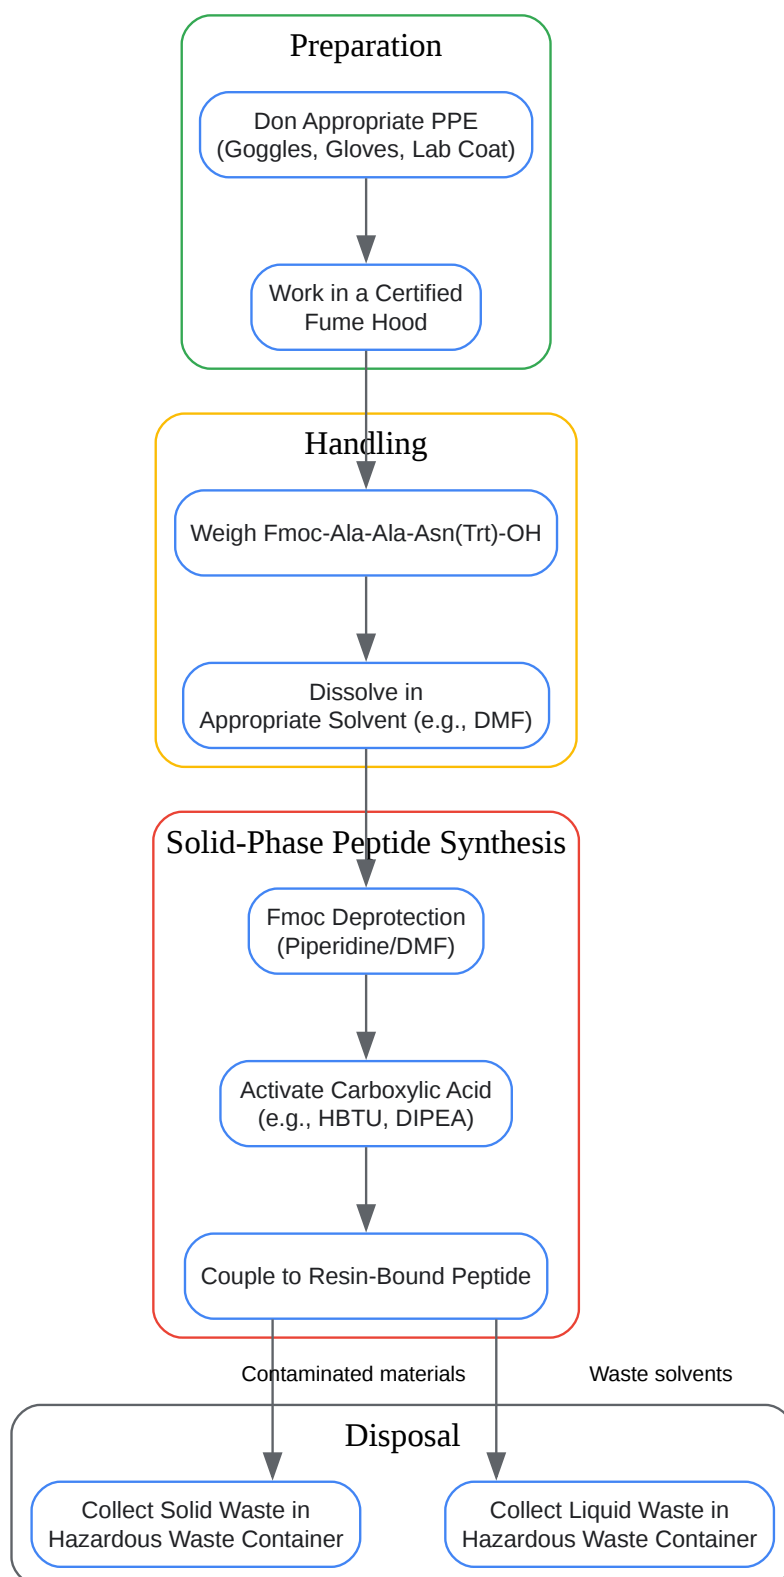 Preparation
Don Appropriate PPE
(Goggles, Gloves, Lab Coat)
Work in a Certified
Fume Hood
Handling
Weigh Fmoc-Ala-Ala-Asn(Trt)-OH
Dissolve in
Appropriate Solvent (e.g., DMF)
Solid-Phase Peptide Synthesis
Fmoc Deprotection
(Piperidine/DMF)
Activate Carboxylic Acid
(e.g., HBTU, DIPEA)
Couple to Resin-Bound Peptide
Contaminated materials
Waste solvents
Disposal
Collect Solid Waste in
Hazardous Waste Container
Collect Liquid Waste in
Hazardous Waste Container